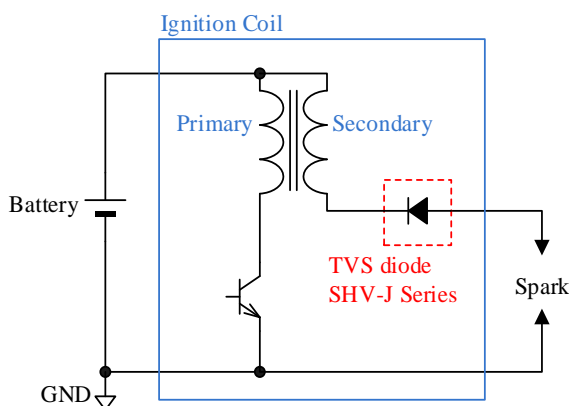 Ignition Coil
Primary
Secondary
Battery
TVS diode
SHV-J Series
Spark
GND